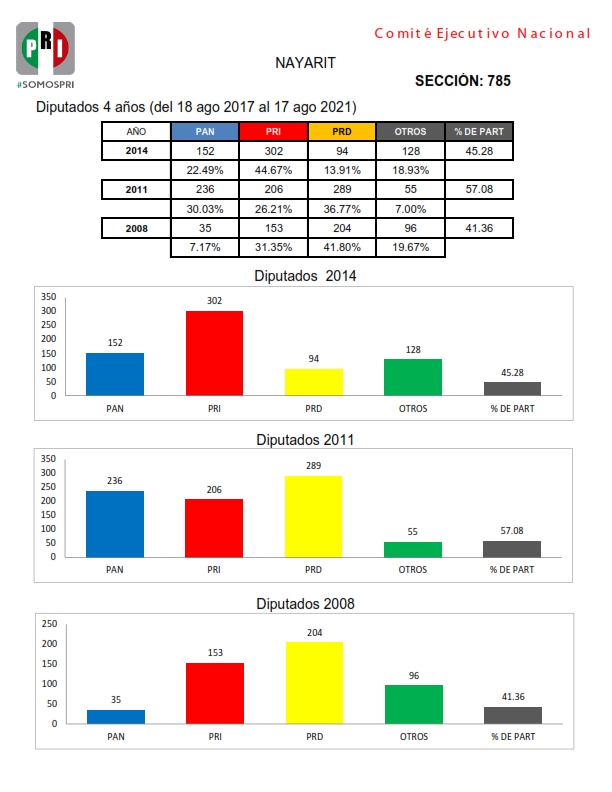 Comité Ejecutivo Nacional
PRI
#SOMOSPRI
NAYARIT
SECCIÓN: 785
Diputados 4 años (del 18 ago 2017 al 17 ago 2021)
AÑO PAN PRI PRD OTROS % DE PART
2014 152 302 94 128 45.28
22.49% 44.67% 13.91% 18.93%
2011 236 206 289 55 57.08
30.03% 26.21% 36.77% 7.00%
2008 35 153 204 96 41.36
7.17% 31.35% 41.80% 19.67%
Diputados 2014
350
300
250
200
150
100
50
0
152 302 94 128 45.28
PAN PRI PRD OTROS % DE PART
Diputados 2011
350
300
250
200
150
100
50
0
236 206 289 55 57.08
PAN PRI PRD OTROS % DE PART
Diputados 2008
250
200
150
100
50
0
35 153 204 96 41.36
PAN PRI PRD OTROS % DE PART